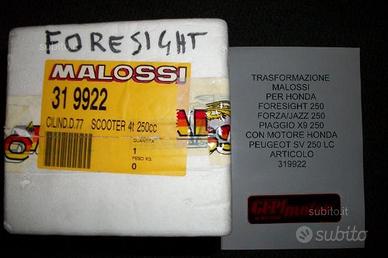 FORESIGHT
MALOSSI
31 9922
CILIND.D.77 SCOOTER 4t 250cc
QUANTITA'
1
PESO KG.
0
TRASFORMAZIONE
MALOSSI
PER HONDA
FORESIGHT 250
FORZA/JAZZ 250
PIAGGIO X9 250
CON MOTORE HONDA
PEUGEOT SV 250 LC
ARTICOLO
319922
subito.it
subito